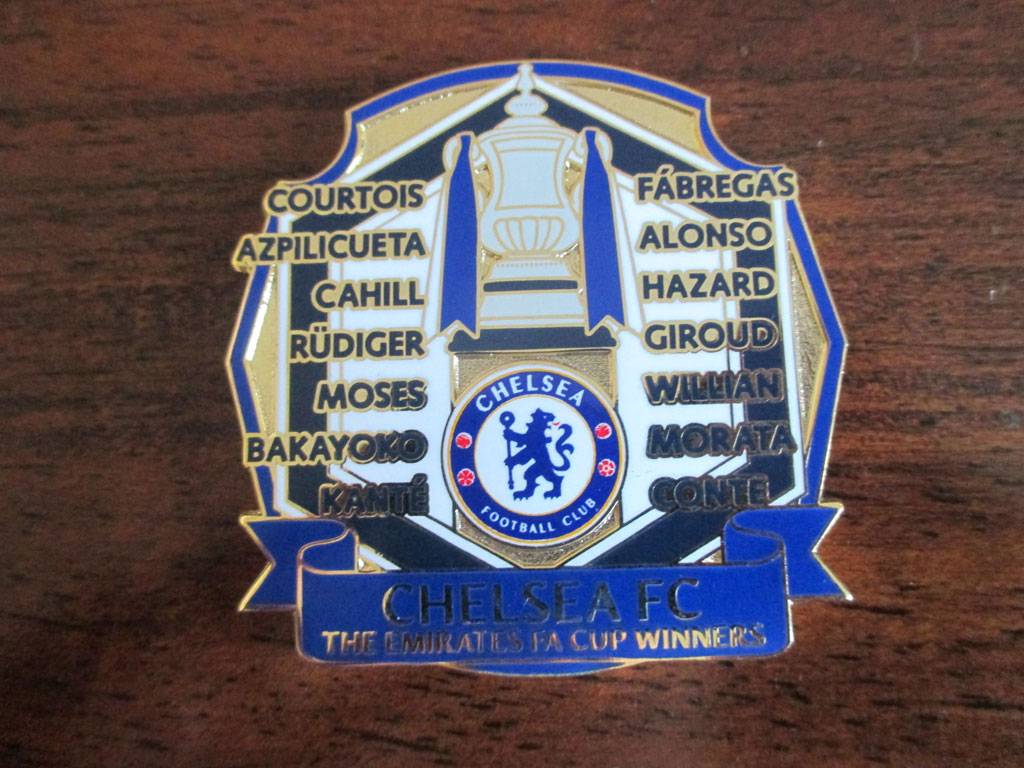 COURTOIS
AZPILICUETA
CAHILL
RÜDIGER
MOSES
BAKAYOKO
KANTÉ
FÁBREGAS
ALONSO
HAZARD
GIROUD
WILLIAN
MORATA
CONTE
CHELSEA
FOOTBALL CLUB
CHELSEA FC
THE EMIRATES FA CUP WINNERS